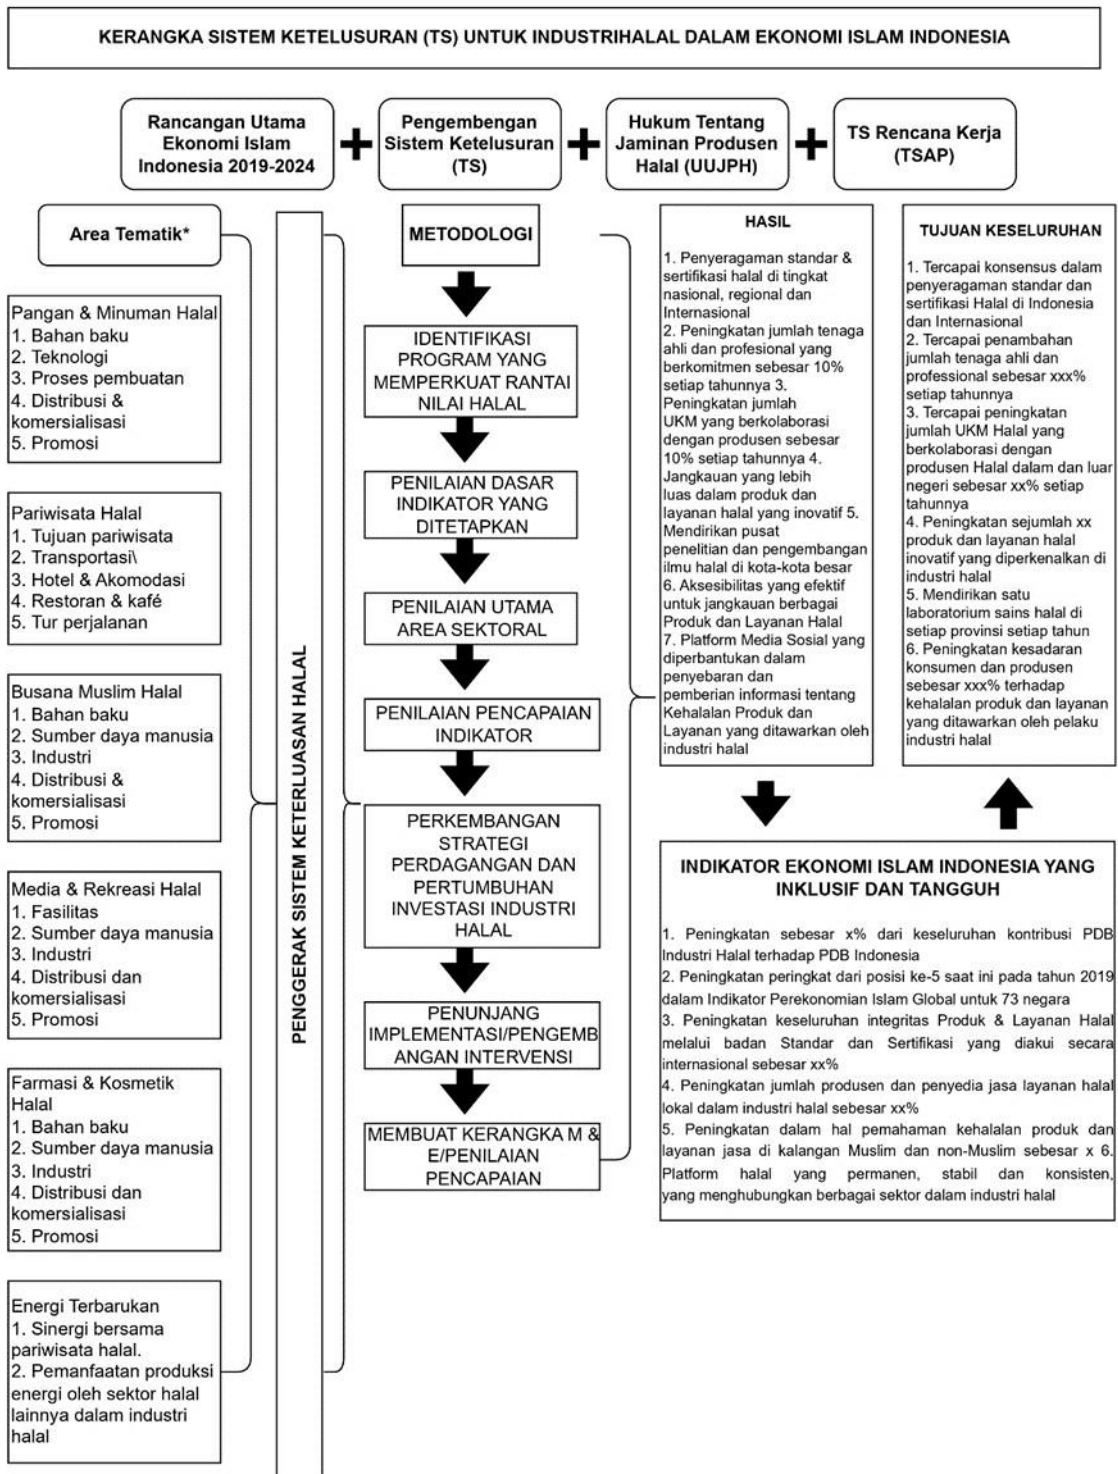 KERANGKA SISTEM KETELUSURAN (TS) UNTUK INDUSTRIHALAL DALAM EKONOMI ISLAM INDONESIA
Rancangan Utama
Ekonomi Islam
Indonesia 2019-2024
Pengembengan
Sistem Ketelusuran
(TS)
Hukum Tentang
Jaminan Produsen
Halal (UUJPH)
TS Rencana Kerja
(TSAP)
Area Tematik*
Pangan & Minuman Halal
1. Bahan baku
2. Teknologi
3. Proses pembuatan
4. Distribusi &
komersialisasi
5. Promosi
Pariwisata Halal
1. Tujuan pariwisata
2. Transportasi\
3. Hotel & Akomodasi
4. Restoran & kafé
5. Tur perjalanan
Busana Muslim Halal
1. Bahan baku
2. Sumber daya manusia
3. Industri
4. Distribusi &
komersialisasi
5. Promosi
Media & Rekreasi Halal
1. Fasilitas
2. Sumber daya manusia
3. Industri
4. Distribusi dan
komersialisasi
5. Promosi
Farmasi & Kosmetik
Halal
1. Bahan baku
2. Sumber daya manusia
3. Industri
4. Distribusi dan
komersialisasi
5. Promosi
Energi Terbarukan
1. Sinergi bersama
pariwisata halal.
2. Pemanfaatan produksi
energi oleh sektor halal
lainnya dalam industri
halal
PENGGERAK SISTEM KETERLUASAN HALAL
METODOLOGI
IDENTIFIKASI
PROGRAM YANG
MEMPERKUAT RANTAI
NILAI HALAL
PENILAIAN DASAR
INDIKATOR YANG
DITETAPKAN
PENILAIAN UTAMA
AREA SEKTORAL
PENILAIAN PENCAPAIAN
INDIKATOR
PERKEMBANGAN
STRATEGI
PERDAGANGAN DAN
PERTUMBUHAN
INVESTASI INDUSTRI
HALAL
PENUNJANG
IMPLEMENTASI/PENGEMB
ANGAN INTERVENSI
MEMBUAT KERANGKA M &
E/PENILAIAN
PENCAPAIAN
HASIL
1. Penyeragaman standar &
sertifikasi halal di tingkat
nasional, regional dan
Internasional
2. Peningkatan jumlah tenaga
ahli dan profesional yang
berkomitmen sebesar 10%
setiap tahunnya 3.
Peningkatan jumlah
UKM yang berkolaborasi
dengan produsen sebesar
10% setiap tahunnya 4.
Jangkauan yang lebih
luas dalam produk dan
layanan halal yang inovatif 5.
Mendirikan pusat
penelitian dan pengembangan
ilmu halal di kota-kota besar
6. Aksesibilitas yang efektif
untuk jangkauan berbagai
Produk dan Layanan Halal
7. Platform Media Sosial yang
diperbantukan dalam
penyebaran dan
pemberian informasi tentang
Kehalalan Produk dan
Layanan yang ditawarkan oleh
industri halal
TUJUAN KESELURUHAN
1. Tercapai konsensus dalam
penyeragaman standar dan
sertifikasi Halal di Indonesia
dan Internasional
2. Tercapai penambahan
jumlah tenaga ahli dan
professional sebesar xxx%
setiap tahunnya
3. Tercapai peningkatan
jumlah UKM Halal yang
berkolaborasi dengan
produsen Halal dalam dan luar
negeri sebesar xx% setiap
tahunnya
4. Peningkatan sejumlah xx
produk dan layanan halal
inovatif yang diperkenalkan di
industri halal
5. Mendirikan satu
laboratorium sains halal di
setiap provinsi setiap tahun
6. Peningkatan kesadaran
konsumen dan produsen
sebesar xxx% terhadap
kehalalan produk dan layanan
yang ditawarkan oleh pelaku
industri halal
INDIKATOR EKONOMI ISLAM INDONESIA YANG
INKLUSIF DAN TANGGUH
1. Peningkatan sebesar x% dari keseluruhan kontribusi PDB
Industri Halal terhadap PDB Indonesia
2. Peningkatan peringkat dari posisi ke-5 saat ini pada tahun 2019
dalam Indikator Perekonomian Islam Global untuk 73 negara
3. Peningkatan keseluruhan integritas Produk & Layanan Halal
melalui badan Standar dan Sertifikasi yang diakui secara
internasional sebesar xx%
4. Peningkatan jumlah produsen dan penyedia jasa layanan halal
lokal dalam industri halal sebesar xx%
5. Peningkatan dalam hal pemahaman kehalalan produk dan
layanan jasa di kalangan Muslim dan non-Muslim sebesar x 6.
Platform halal yang permanen, stabil dan konsisten,
yang menghubungkan berbagai sektor dalam industri halal